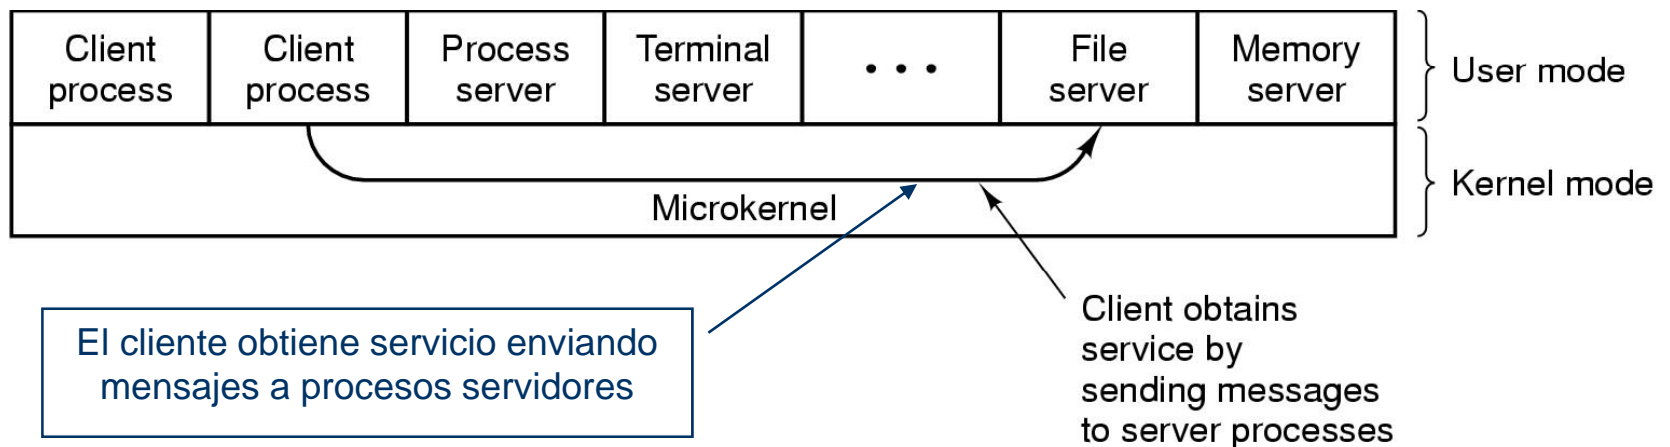 Client
process
Client
process
Process
server
Terminal
server
• • •
File
server
Memory
server
User mode
Microkernel
Kernel mode
El cliente obtiene servicio enviando
mensajes a procesos servidores
Client obtains
service by
sending messages
to server processes